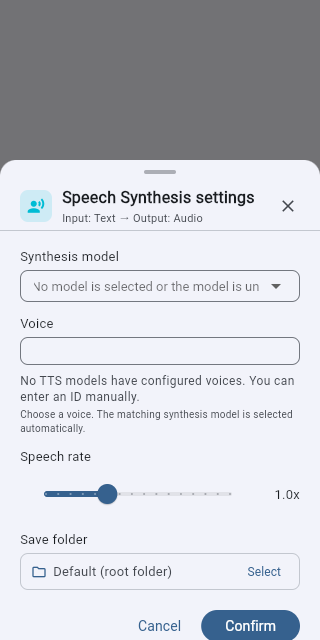 Speech Synthesis settings
Input: Text → Output: Audio
Synthesis model
No model is selected or the model is un
Voice
No TTS models have configured voices. You can
enter an ID manually.
Choose a voice. The matching synthesis model is selected
automatically.
Speech rate
1.0x
Save folder
Default (root folder)
Select
Cancel
Confirm